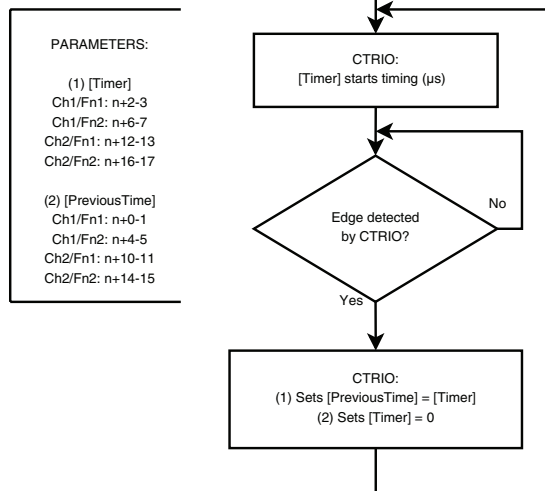 PARAMETERS:
(1) [Timer]
Ch1/Fn1: n+2-3
Ch1/Fn2: n+6-7
Ch2/Fn1: n+12-13
Ch2/Fn2: n+16-17
(2) [PreviousTime]
Ch1/Fn1: n+0-1
Ch1/Fn2: n+4-5
Ch2/Fn1: n+10-11
Ch2/Fn2: n+14-15
CTRIO:
[Timer] starts timing (µs)
Edge detected
by CTRIO?
No
Yes
CTRIO:
(1) Sets [PreviousTime] = [Timer]
(2) Sets [Timer] = 0